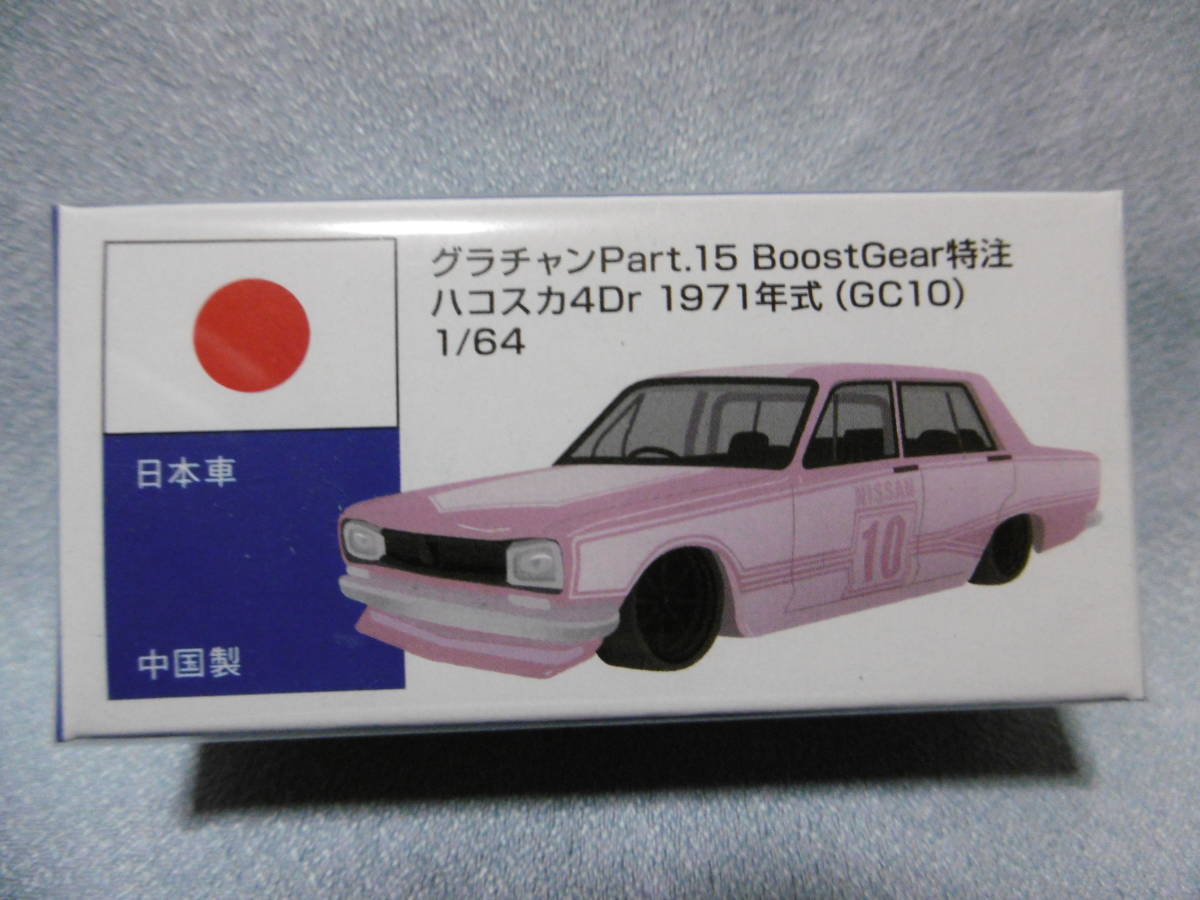 グラチャンPart.15 BoostGear特注
ハコスカ4Dr 1971年式 (GC10)
1/64
日本車
中国製
NISSAN
10